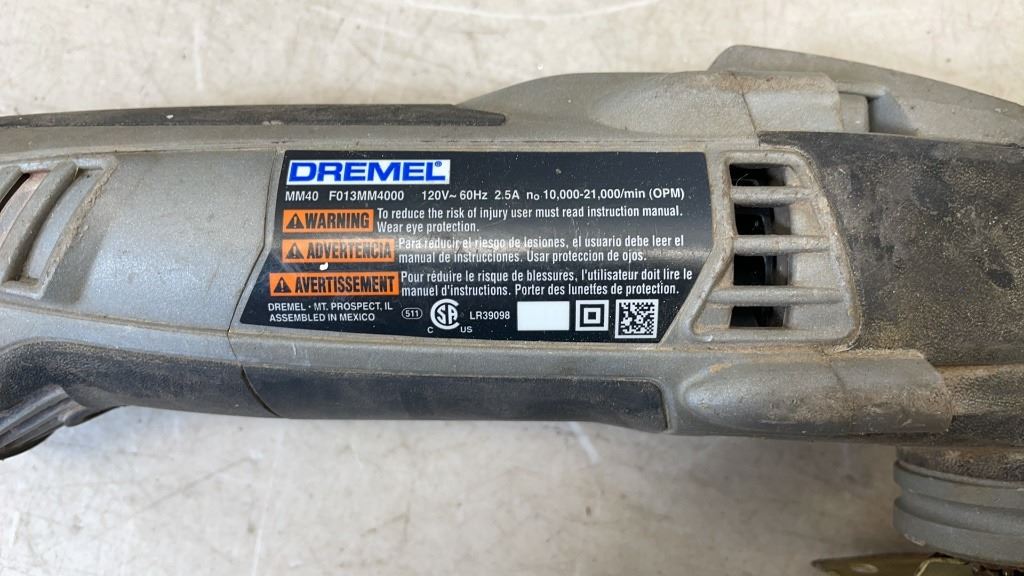 DREMEL®
MM40 F013MM4000 120V~ 60Hz 2.5A n₀ 10,000-21,000/min (OPM)
WARNING To reduce the risk of injury user must read instruction manual.
Wear eye protection.
ADVERTENCIA Para reducir el riesgo de lesiones, el usuario debe leer el
manual de instrucciones. Usar proteccion de ojos.
AVERTISSEMENT Pour réduire le risque de blessures, l'utilisateur doit lire le
manuel d'instructions. Porter des lunettes de protection.
DREMEL · MT. PROSPECT, IL
ASSEMBLED IN MEXICO
511
C SA US
LR39098